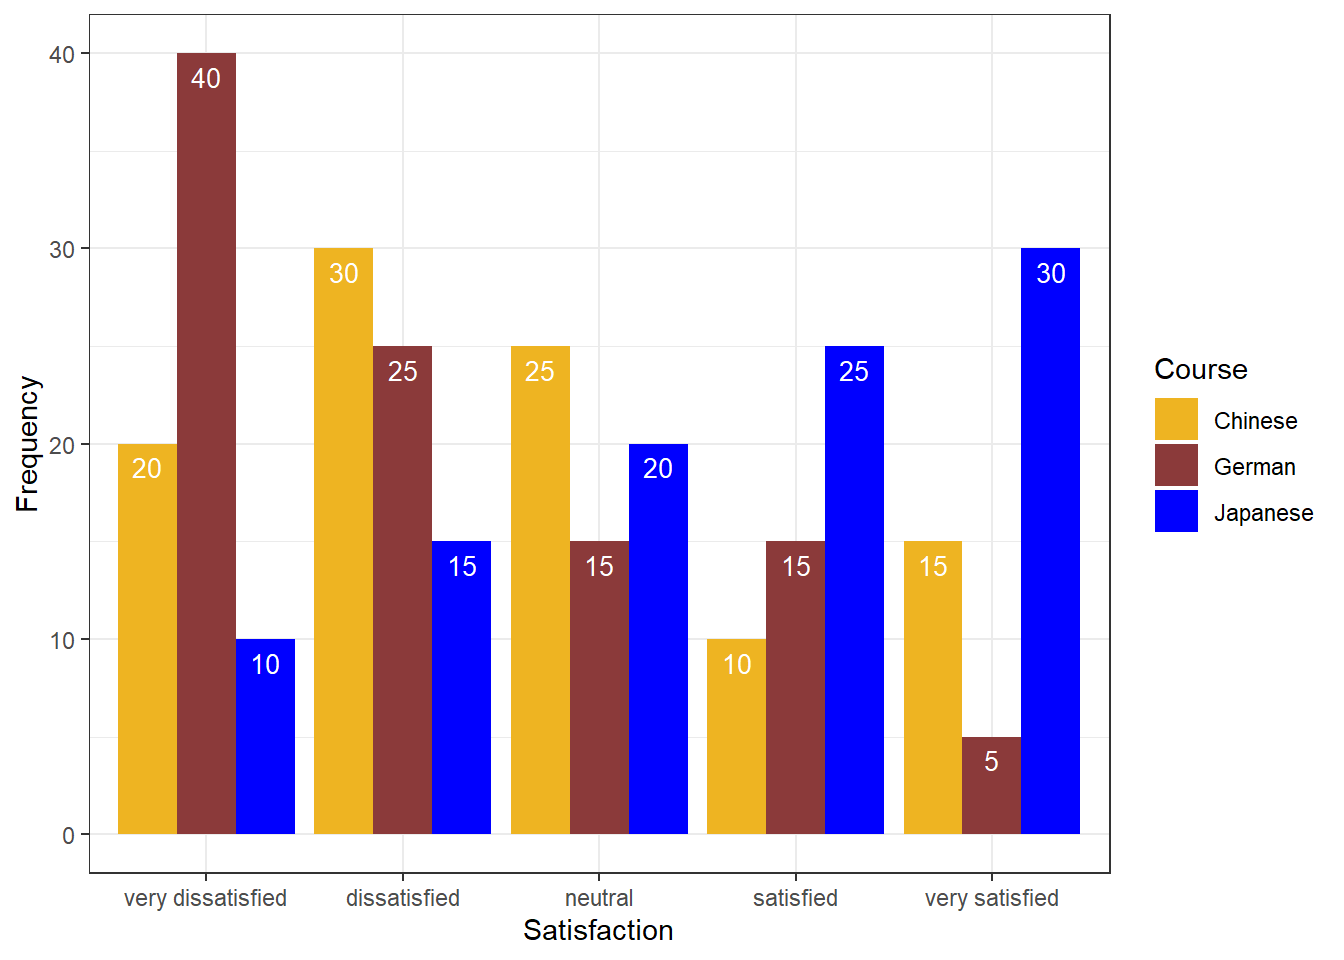 40
30
20
10
0
Frequency
20
40
10
30
25
15
25
15
20
10
15
25
15
5
30
very dissatisfied
dissatisfied
neutral
satisfied
very satisfied
Satisfaction
Course
Chinese
German
Japanese